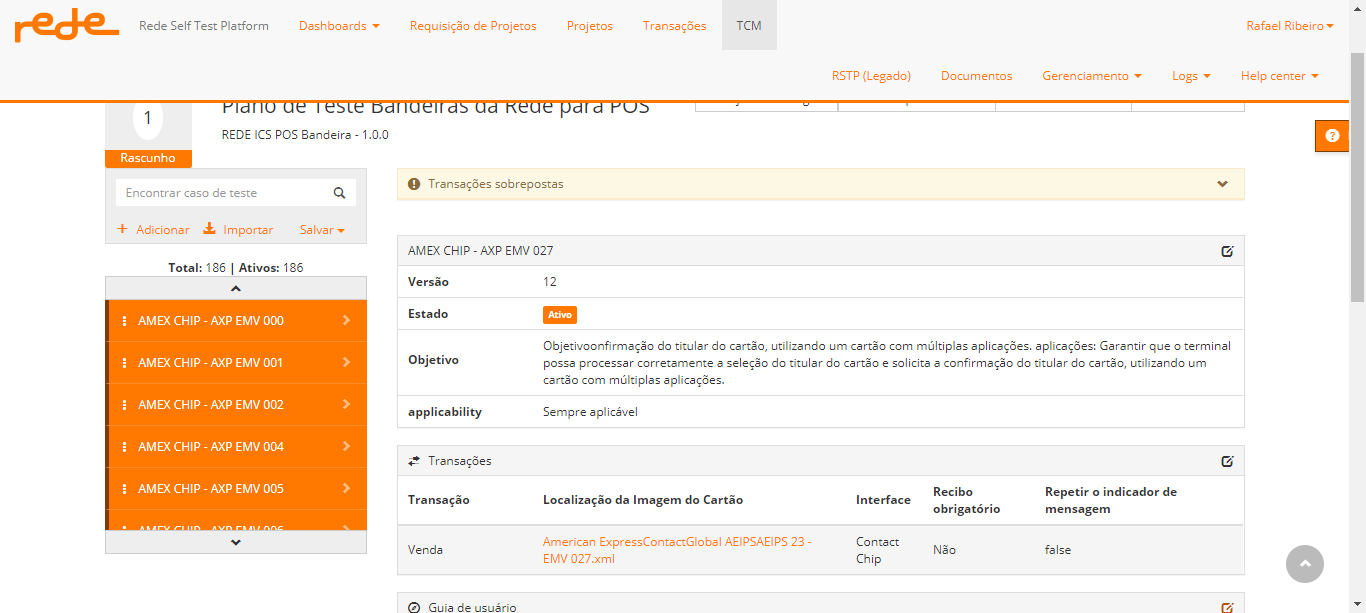 rede
Rede Self Test Platform
Dashboards
Requisição de Projetos
Projetos
Transações
TCM
Rafael Ribeiro
RSTP (Legado)
Documentos
Gerenciamento
Logs
Help center
1
Rascunho
Plano de Teste Bandeiras da Rede para POS
REDE ICS POS Bandeira - 1.0.0
Encontrar caso de teste
+ Adicionar
Importar
Salvar
Total: 186 | Ativos: 186
AMEX CHIP - AXP EMV 000
AMEX CHIP - AXP EMV 001
AMEX CHIP - AXP EMV 002
AMEX CHIP - AXP EMV 004
AMEX CHIP - AXP EMV 005
AMEX CHIP - AXP EMV 006
Transações sobrepostas
AMEX CHIP - AXP EMV 027
Versão 12
Estado Ativo
Objetivo
Objetivoonfirmação do titular do cartão, utilizando um cartão com múltiplas aplicações. aplicações: Garantir que o terminal
possa processar corretamente a seleção do titular do cartão e solicita a confirmação do titular do cartão, utilizando um
cartão com múltiplas aplicações.
applicability Sempre aplicável
Transações
Transação
Localização da Imagem do Cartão
Interface
Recibo
obrigatório
Repetir o indicador de
mensagem
Venda
American ExpressContactGlobal AEIPSAEIPS 23 -
EMV 027.xml
Contact
Chip
Não
false
Guia de usuário